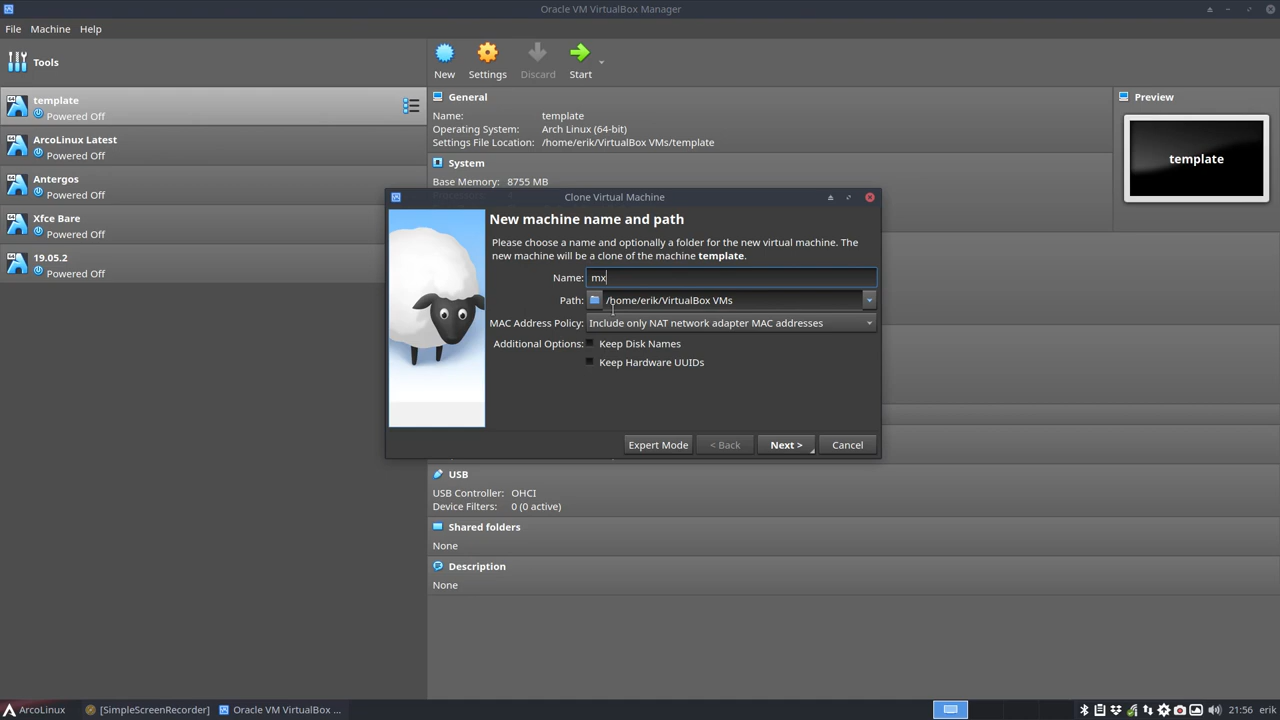 Oracle VM VirtualBox Manager
File Machine Help
Tools
New Settings Discard Start
64 template
Powered Off
64 ArcoLinux Latest
Powered Off
64 Antergos
Powered Off
64 Xfce Bare
Powered Off
64 19.05.2
Powered Off
General
Name: template
Operating System: Arch Linux (64-bit)
Settings File Location: /home/erik/VirtualBox VMs/template
System
Base Memory: 8755 MB
Preview
template
Clone Virtual Machine
New machine name and path
Please choose a name and optionally a folder for the new virtual machine. The
new machine will be a clone of the machine template.
Name: mx
Path: /home/erik/VirtualBox VMs
MAC Address Policy: Include only NAT network adapter MAC addresses
Additional Options: Keep Disk Names
Keep Hardware UUIDs
Expert Mode < Back Next > Cancel
USB
USB Controller: OHCI
Device Filters: 0 (0 active)
Shared folders
None
Description
None
ArcoLinux [SimpleScreenRecorder] Oracle VM VirtualBox ... 21:56 erik